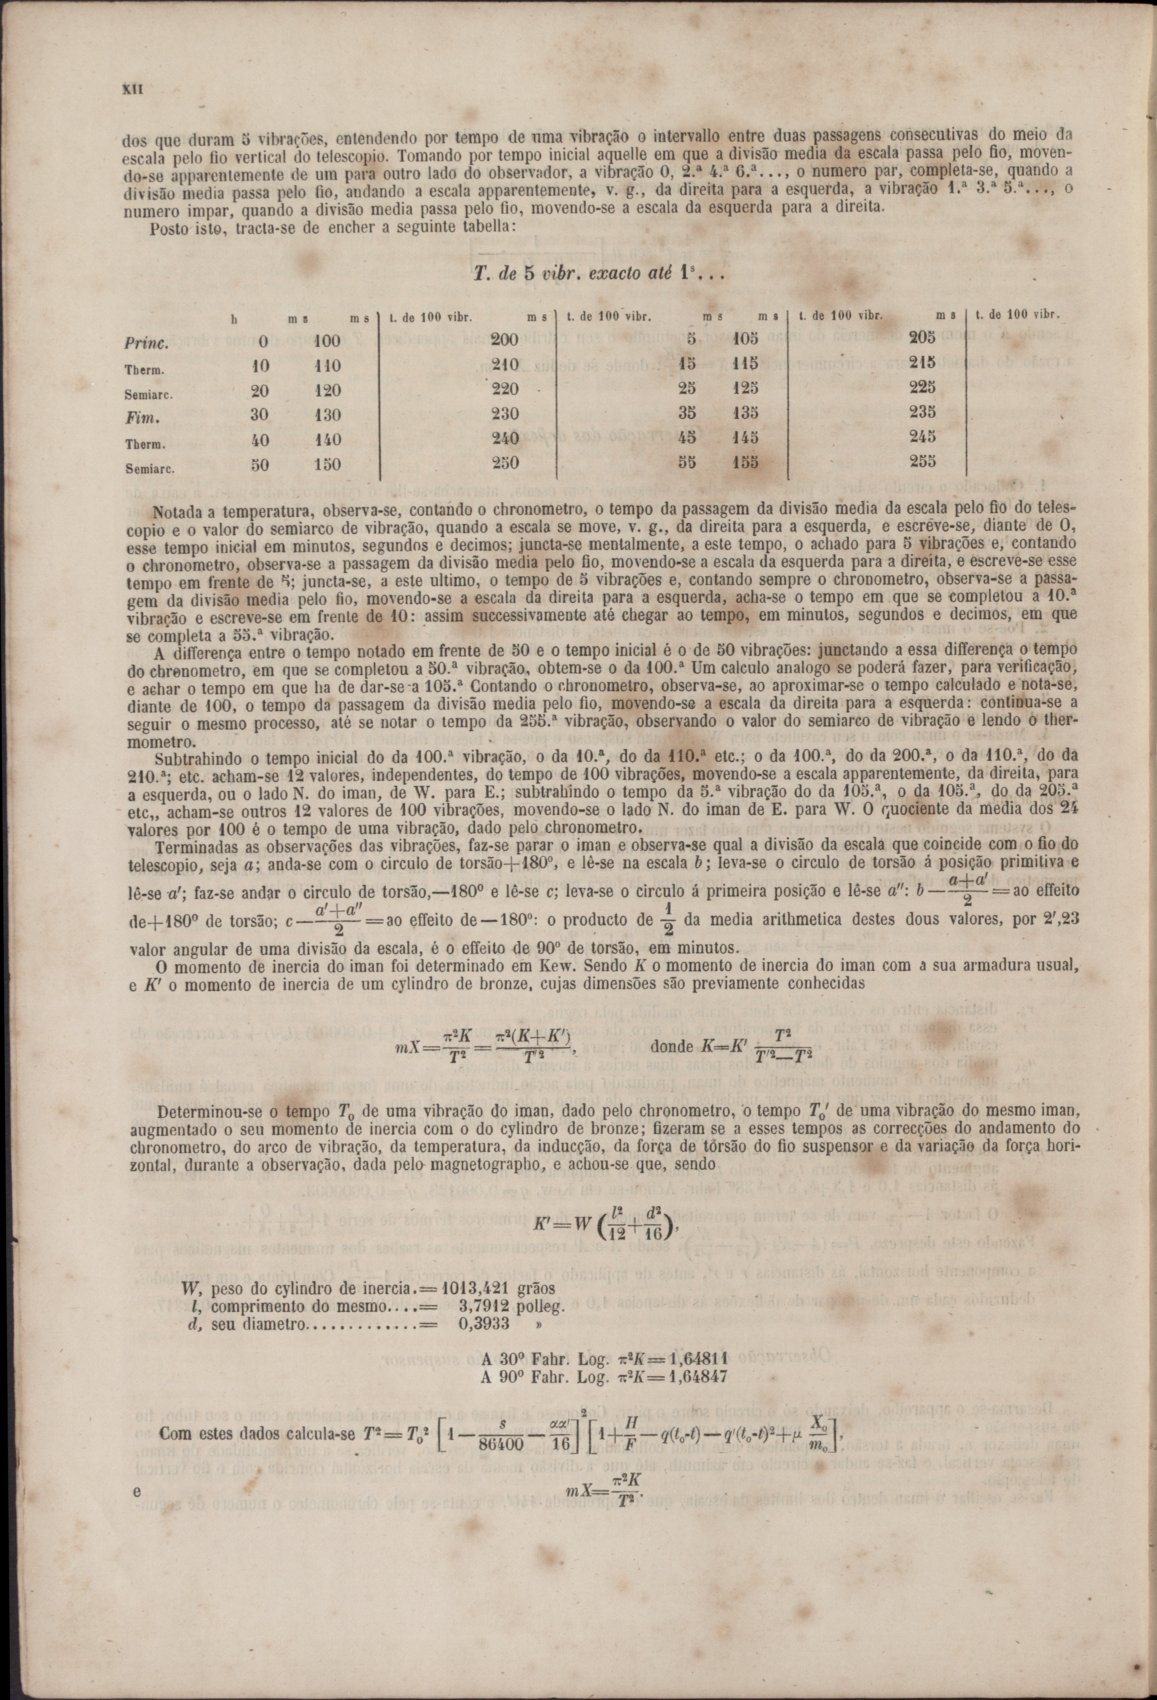 XII
dos que duram 5 vibrações, entendendo por tempo de uma vibração o intervallo entre duas passagens consecutivas do meio da
escala pelo fio vertical do telescopio. Tomando por tempo inicial aquelle em que a divisão media da escala passa pelo fio, moven-
do-se apparentemente de um para outro lado do observador, a vibração 0, 2.ª 4.ª 6.ª..., o numero par, completa-se, quando a
divisão media passa pelo fio, andando a escala apparentemente, v. g., da direita para a esquerda, a vibração 1.ª 3.ª 5.ª..., o
numero impar, quando a divisão media passa pelo fio, movendo-se a escala da esquerda para a direita.
Posto isto, tracta-se de encher a seguinte tabella:
T. de 5 vibr. exacto até 1ˢ...
h m s m s t. de 100 vibr. m s t. de 100 vibr. m s m s t. de 100 vibr. m s t. de 100 vibr.
Princ. 0 100 200 5 105 205
Therm. 10 110 210 15 115 215
Semiarc. 20 120 220 25 125 225
Fim. 30 130 230 35 135 235
Therm. 40 140 240 45 145 245
Semiarc. 50 150 250 55 155 255
Notada a temperatura, observa-se, contando o chronometro, o tempo da passagem da divisão media da escala pelo fio do teles-
copio e o valor do semiarco de vibração, quando a escala se move, v. g., da direita para a esquerda, e escreve-se, diante de 0,
esse tempo inicial em minutos, segundos e decimos; juncta-se mentalmente, a este tempo, o achado para 5 vibrações e, contando
o chronometro, observa-se a passagem da divisão media pelo fio, movendo-se a escala da esquerda para a direita, e escreve-se esse
tempo em frente de 5; juncta-se, a este ultimo, o tempo de 5 vibrações e, contando sempre o chronometro, observa-se a passa-
gem da divisão media pelo fio, movendo-se a escala da direita para a esquerda, acha-se o tempo em que se completou a 10.ª
vibração e escreve-se em frente de 10: assim successivamente até chegar ao tempo, em minutos, segundos e decimos, em que
se completa a 55.ª vibração.
A differença entre o tempo notado em frente de 50 e o tempo inicial é o de 50 vibrações: junctando a essa differença o tempo
do chronometro, em que se completou a 50.ª vibração, obtem-se o da 100.ª Um calculo analogo se poderá fazer, para verificação,
e achar o tempo em que ha de dar-se a 105.ª Contando o chronometro, observa-se, ao aproximar-se o tempo calculado e nota-se,
diante de 100, o tempo da passagem da divisão media pelo fio, movendo-se a escala da direita para a esquerda: continua-se a
seguir o mesmo processo, até se notar o tempo da 255.ª vibração, observando o valor do semiarco de vibração e lendo o ther-
mometro.
Subtrahindo o tempo inicial do da 100.ª vibração, o da 10.ª, do da 110.ª etc.; o da 100.ª, do da 200.ª, o da 110.ª, do da
210.ª; etc. acham-se 12 valores, independentes, do tempo de 100 vibrações, movendo-se a escala apparentemente, da direita, para
a esquerda, ou o lado N. do iman, de W. para E.; subtrahindo o tempo da 5.ª vibração do da 105.ª, o da 105.ª, do da 205.ª
etc,, acham-se outros 12 valores de 100 vibrações, movendo-se o lado N. do iman de E. para W. O quociente da media dos 24
valores por 100 é o tempo de uma vibração, dado pelo chronometro.
Terminadas as observações das vibrações, faz-se parar o iman e observa-se qual a divisão da escala que coincide com o fio do
telescopio, seja a; anda-se com o circulo de torsão+180°, e lê-se na escala b; leva-se o circulo de torsão á posição primitiva e
lê-se a'; faz-se andar o circulo de torsão,—180° e lê-se c; leva-se o circulo á primeira posição e lê-se a'': b — (a+a')/2 = ao effeito
de+180° de torsão; c — (a'+a'')/2 = ao effeito de—180°: o producto de 1/2 da media arithmetica destes dous valores, por 2',23
valor angular de uma divisão da escala, é o effeito de 90° de torsão, em minutos.
O momento de inercia do iman foi determinado em Kew. Sendo K o momento de inercia do iman com a sua armadura usual,
e K' o momento de inercia de um cylindro de bronze, cujas dimensões são previamente conhecidas
mX = π²K/T² = π²(K+K')/T'², donde K=K' T²/(T'²—T²)
Determinou-se o tempo T₀ de uma vibração do iman, dado pelo chronometro, o tempo T₀' de uma vibração do mesmo iman,
augmentado o seu momento de inercia com o do cylindro de bronze; fizeram se a esses tempos as correcções do andamento do
chronometro, do arco de vibração, da temperatura, da inducção, da força de tórsão do fio suspensor e da variação da força hori-
zontal, durante a observação, dada pelo magnetographo, e achou-se que, sendo
K' = W (l²/12 + d²/16),
W, peso do cylindro de inercia.= 1013,421 grãos
l, comprimento do mesmo....= 3,7912 polleg.
d, seu diametro.............= 0,3933 »
A 30° Fahr. Log. π²K = 1,64811
A 90° Fahr. Log. π²K = 1,64847
Com estes dados calcula-se T² = T₀² [1 — s/86400 — αα'/16]² [1 + H/F — q(t₀-t) — q'(t₀-t)² + μ X₀/m₀],
e mX = π²K/T².